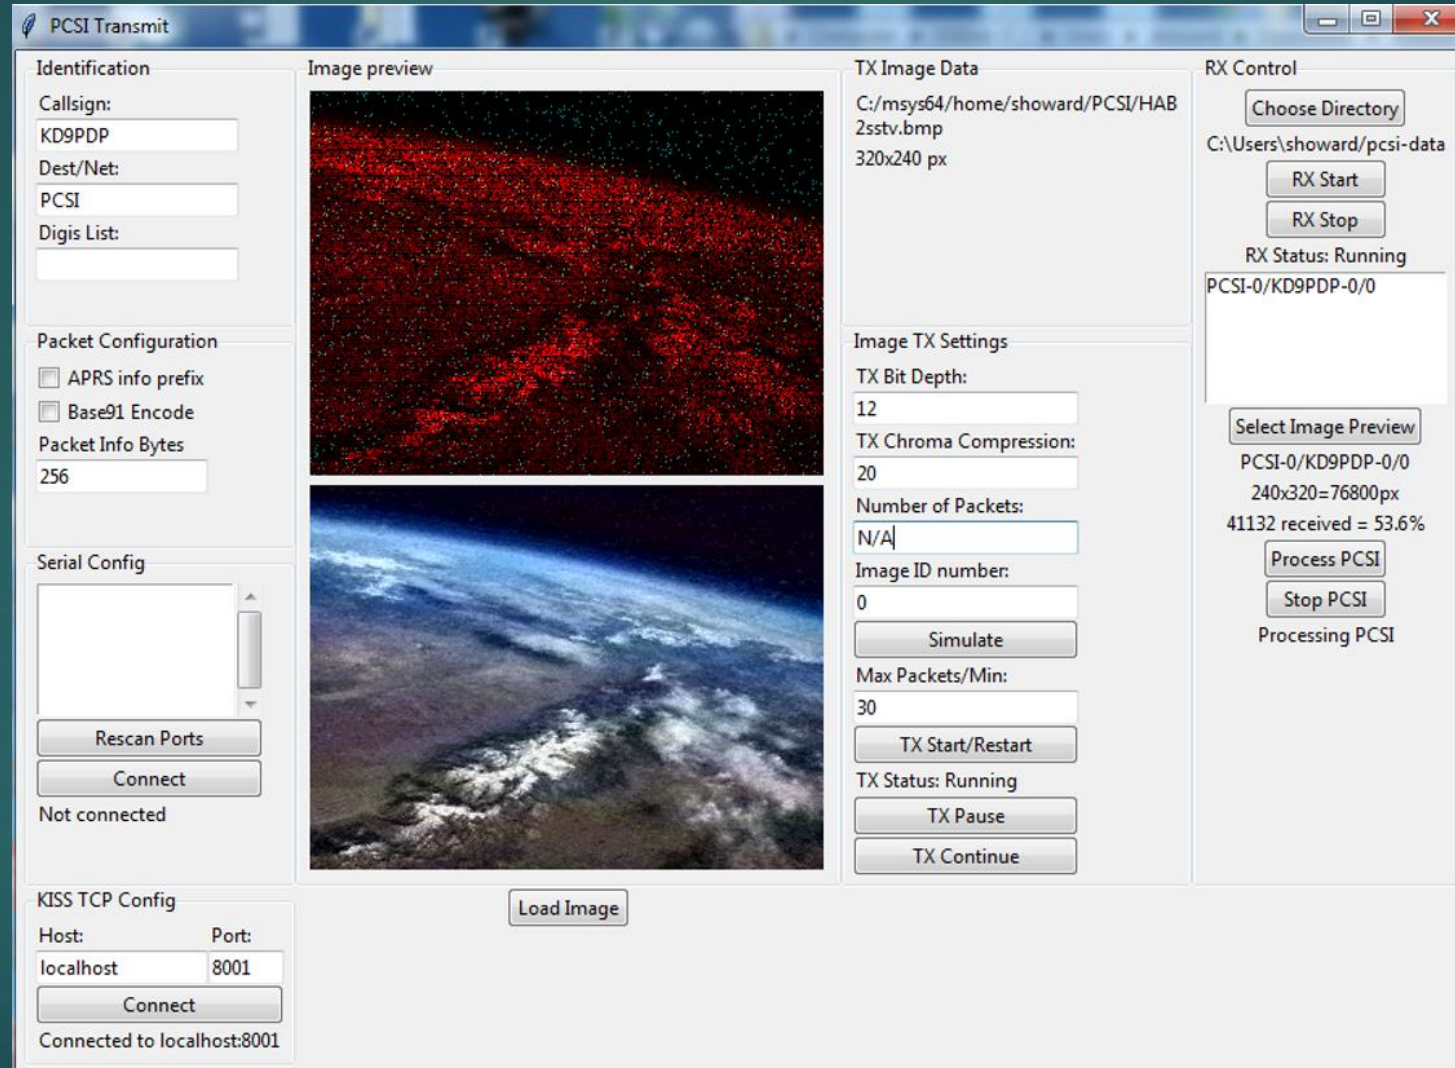 PCSI Transmit
Identification
Callsign:
KD9PDP
Dest/Net:
PCSI
Digis List:
Packet Configuration
APRS info prefix
Base91 Encode
Packet Info Bytes
256
Serial Config
Rescan Ports
Connect
Not connected
KISS TCP Config
Host: Port:
localhost 8001
Connect
Connected to localhost:8001
Image preview
Load Image
TX Image Data
C:/msys64/home/showard/PCSI/HAB
2sstv.bmp
320x240 px
Image TX Settings
TX Bit Depth:
12
TX Chroma Compression:
20
Number of Packets:
N/A
Image ID number:
0
Simulate
Max Packets/Min:
30
TX Start/Restart
TX Status: Running
TX Pause
TX Continue
RX Control
Choose Directory
C:\Users\showard/pcsi-data
RX Start
RX Stop
RX Status: Running
PCSI-0/KD9PDP-0/0
Select Image Preview
PCSI-0/KD9PDP-0/0
240x320=76800px
41132 received = 53.6%
Process PCSI
Stop PCSI
Processing PCSI